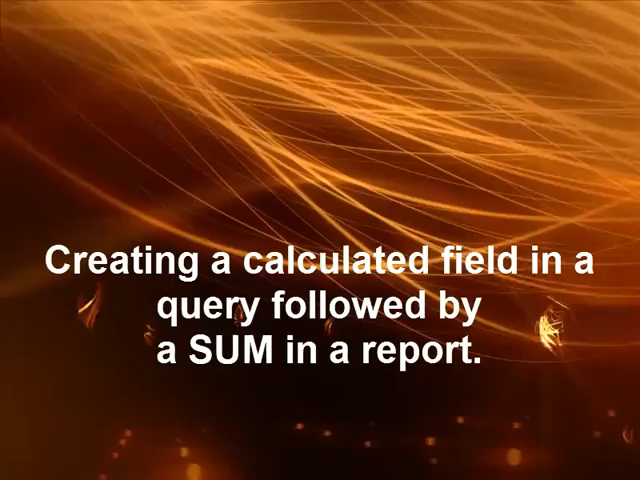 Creating a calculated field in a
query followed by
a SUM in a report.